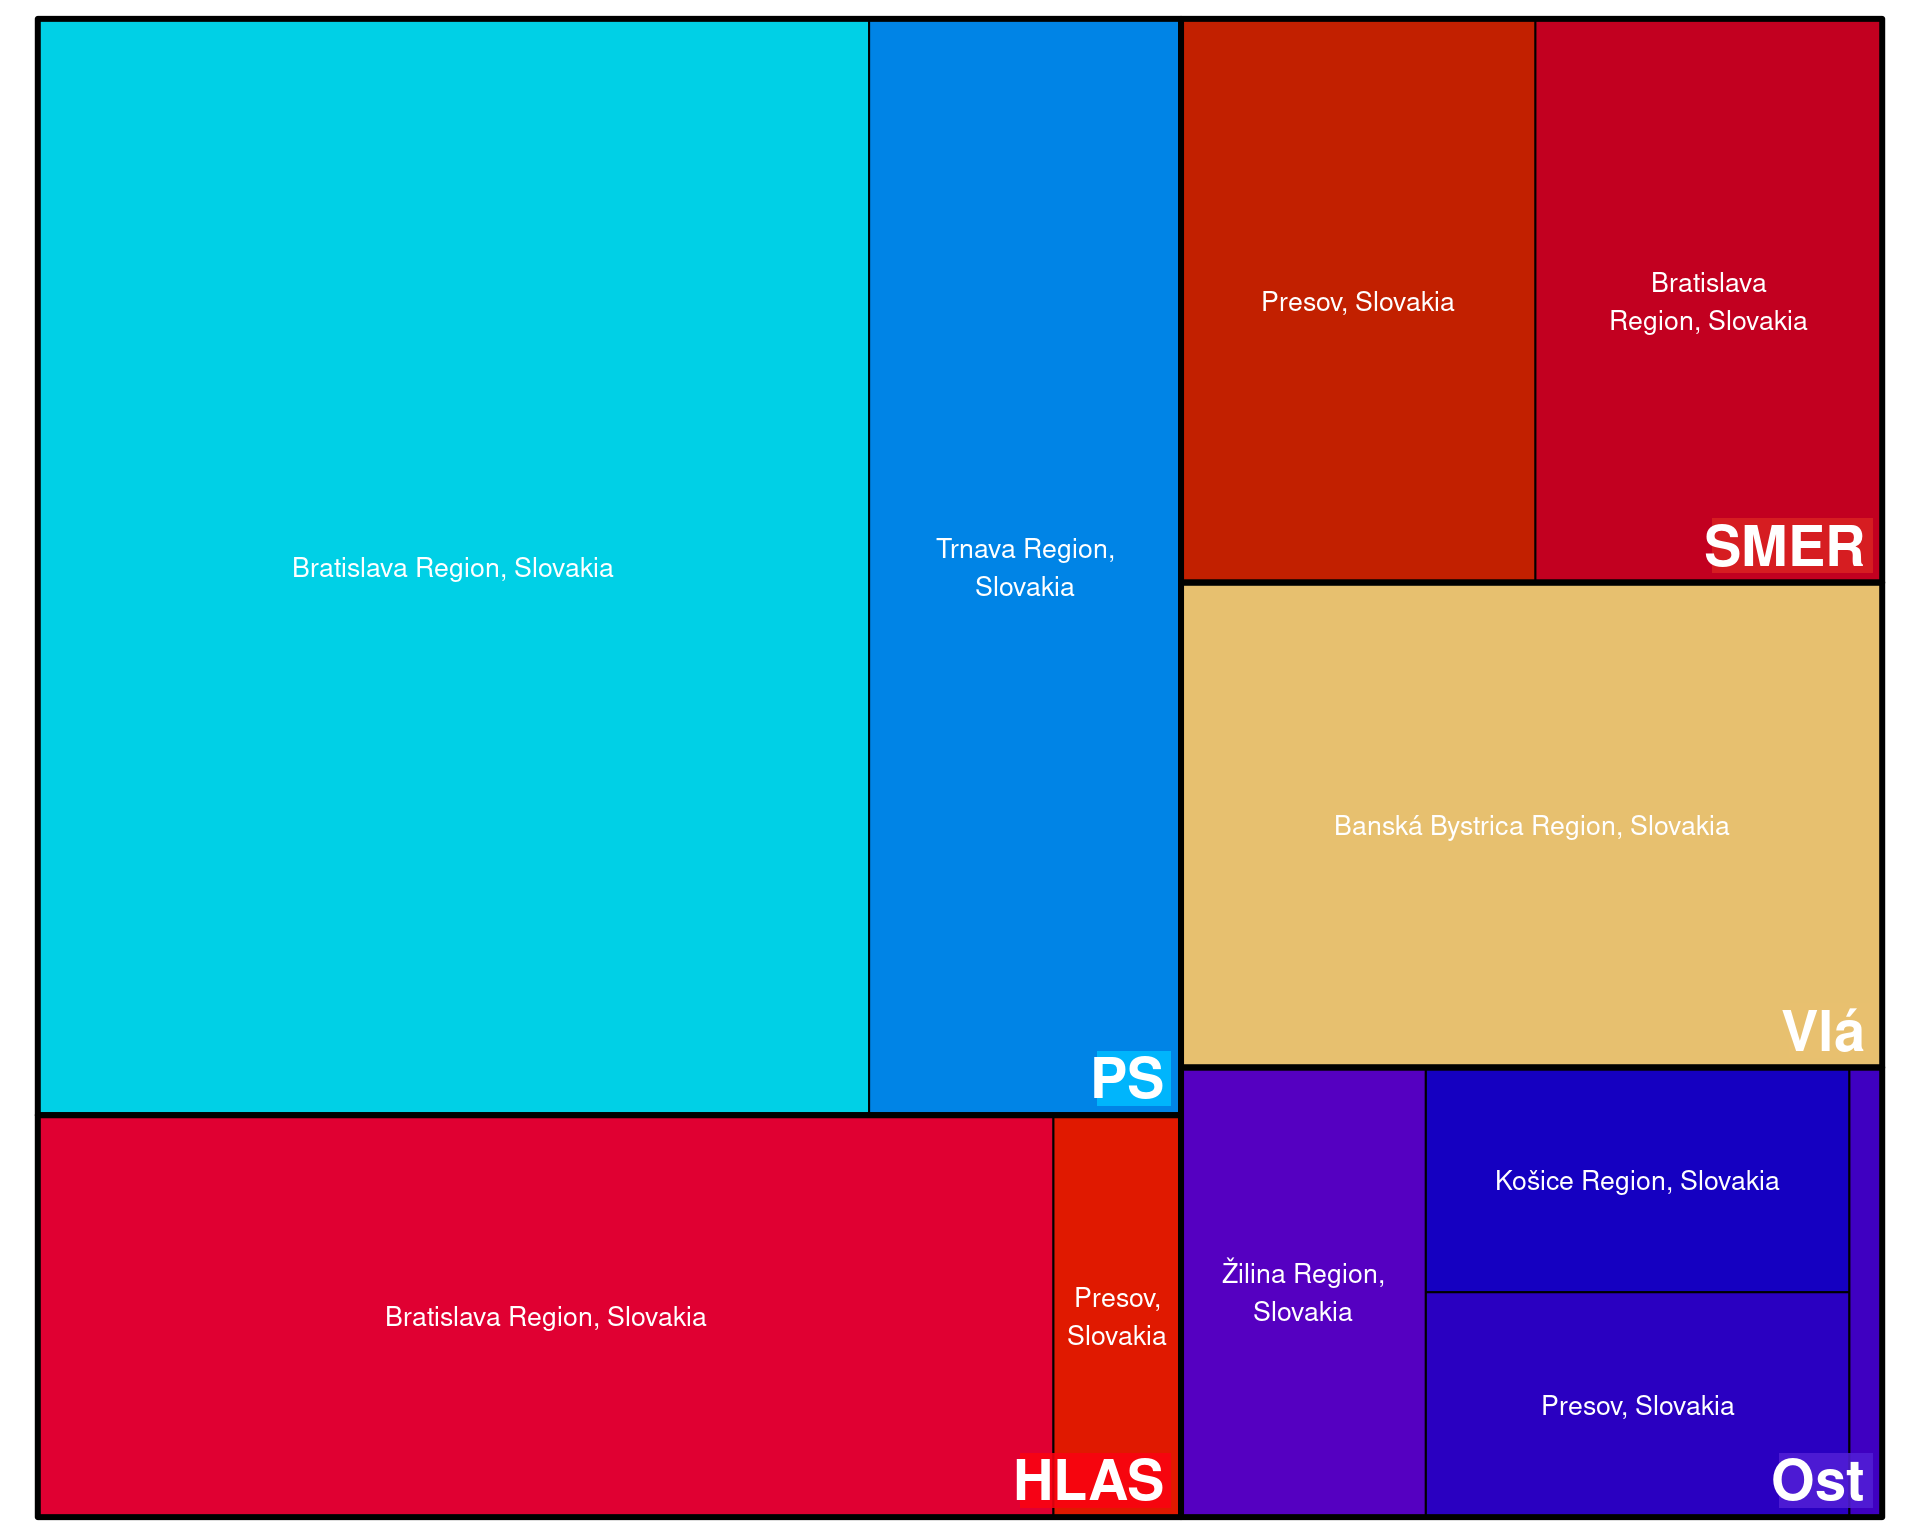 Bratislava Region, Slovakia
Trnava Region,
Slovakia
PS
Presov, Slovakia
Bratislava
Region, Slovakia
SMER
Banská Bystrica Region, Slovakia
Vlá
Bratislava Region, Slovakia
Presov,
Slovakia
HLAS
Žilina Region,
Slovakia
Košice Region, Slovakia
Presov, Slovakia
Ost